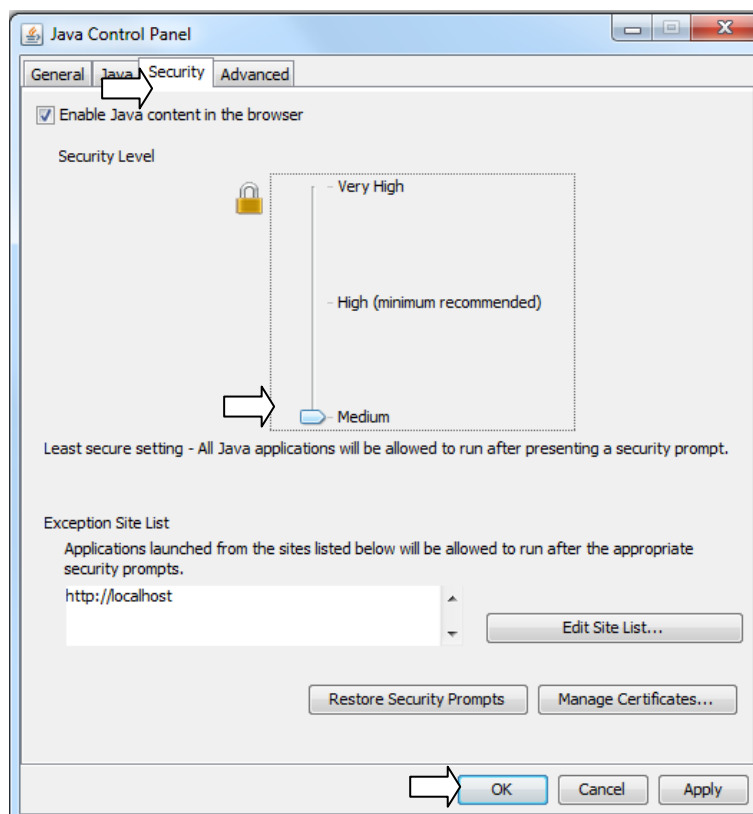 Java Control Panel
General Java Security Advanced
Enable Java content in the browser
Security Level
Very High
High (minimum recommended)
Medium
Least secure setting - All Java applications will be allowed to run after presenting a security prompt.
Exception Site List
Applications launched from the sites listed below will be allowed to run after the appropriate
security prompts.
http://localhost
Edit Site List...
Restore Security Prompts Manage Certificates...
OK Cancel Apply